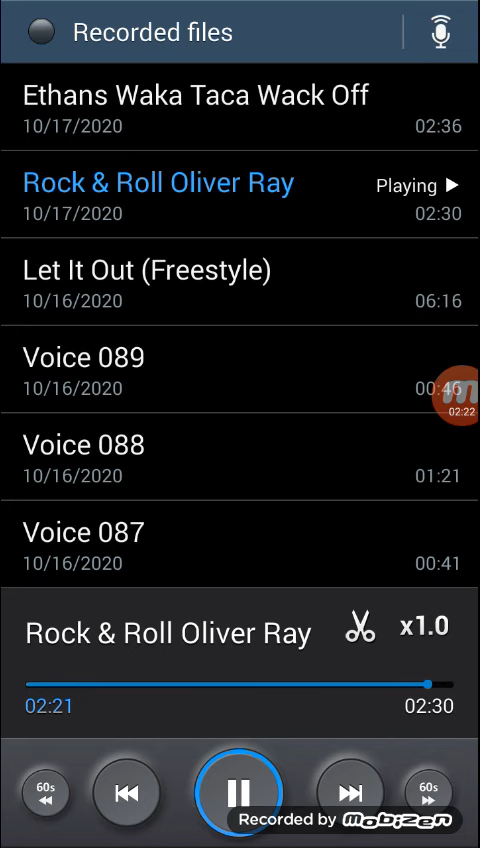 Recorded files
Ethans Waka Taca Wack Off
10/17/2020 02:36
Rock & Roll Oliver Ray Playing
10/17/2020 02:30
Let It Out (Freestyle)
10/16/2020 06:16
Voice 089
10/16/2020 00:46
02:22
Voice 088
10/16/2020 01:21
Voice 087
10/16/2020 00:41
Rock & Roll Oliver Ray x1.0
02:21 02:30
60s 60s
Recorded by Mobizen